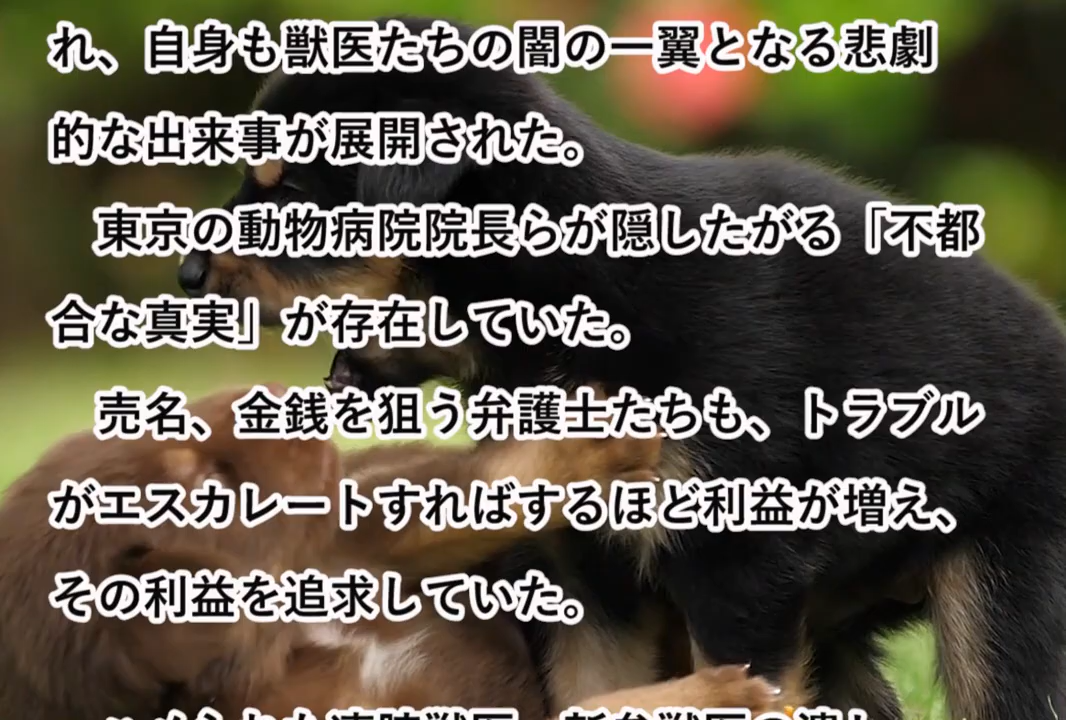 れ、自身も獣医たちの闇の一翼となる悲劇
的な出来事が展開された。
東京の動物病院院長らが隠したがる「不都
合な真実」が存在していた。
売名、金銭を狙う弁護士たちも、トラブル
がエスカレートすればするほど利益が増え、
その利益を追求していた。